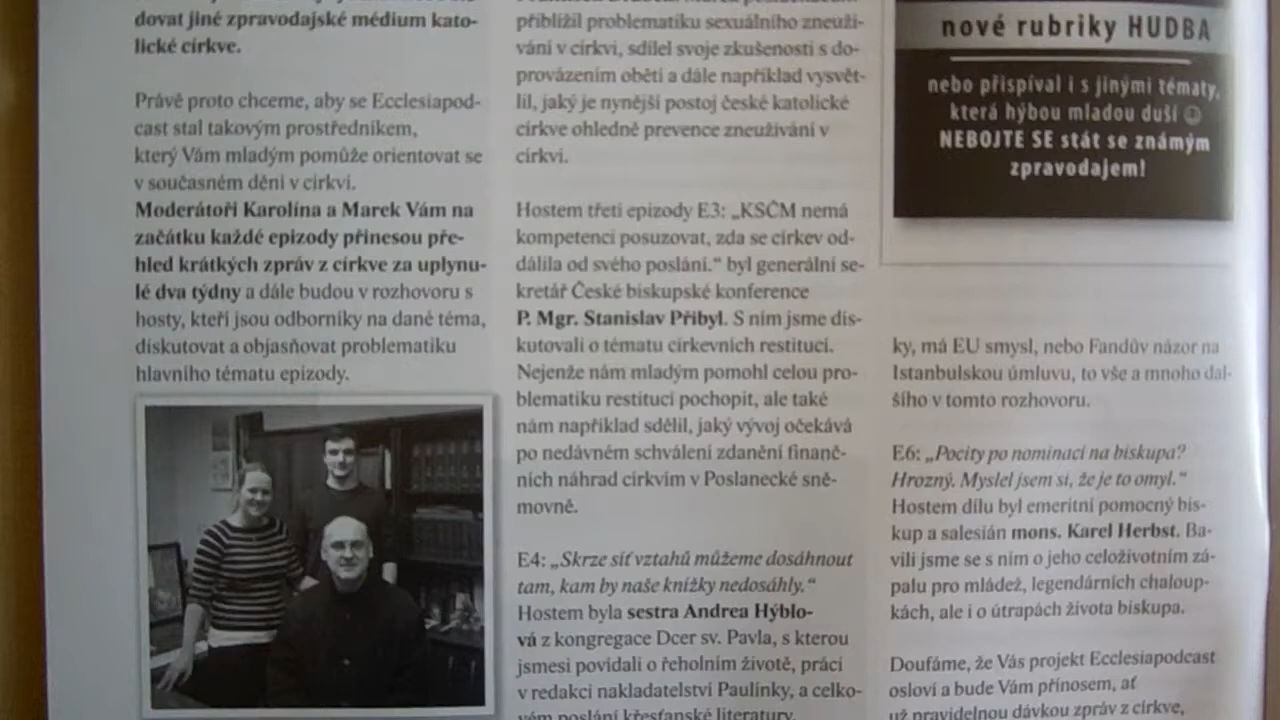 dovat jiné zpravodajské médium kato-
lické církve.
Právě proto chceme, aby se Ecclesiapod-
cast stal takovým prostředníkem,
který Vám mladým pomůže orientovat se
v současném dění v církvi.
Moderátoři Karolína a Marek Vám na
začátku každé epizody přinesou pře-
hled krátkých zpráv z církve za uplynu-
lé dva týdny a dále budou v rozhovoru s
hosty, kteří jsou odborníky na dané téma,
diskutovat a objasňovat problematiku
hlavního tématu epizody.
přiblížil problematiku sexuálního zneuží-
vání v církvi, sdílel svoje zkušenosti s do-
provázením obětí a dále například vysvět-
lil, jaký je nynější postoj české katolické
církve ohledně prevence zneužívání v
církvi.
Hostem třetí epizody E3: „KSČM nemá
kompetenci posuzovat, zda se církev od-
dálila od svého poslání.“ byl generální se-
kretář České biskupské konference
P. Mgr. Stanislav Přibyl. S ním jsme dis-
kutovali o tématu církevních restitucí.
Nejenže nám mladým pomohl celou pro-
blematiku restitucí pochopit, ale také
nám například sdělil, jaký vývoj očekává
po nedávném schválení zdanění finanč-
ních náhrad církvím v Poslanecké sně-
movně.
E4: „Skrze síť vztahů můžeme dosáhnout
tam, kam by naše knížky nedosáhly.“
Hostem byla sestra Andrea Hýblo-
vá z kongregace Dcer sv. Pavla, s kterou
jsmesi povídali o řeholním životě, práci
v redakci nakladatelství Paulínky, a celko-
vém poslání křesťanské literatury.
nové rubriky HUDBA
nebo přispíval i s jinými tématy,
která hýbou mladou duší ☺
NEBOJTE SE stát se známým
zpravodajem!
ky, má EU smysl, nebo Fandův názor na
Istanbulskou úmluvu, to vše a mnoho dal-
šího v tomto rozhovoru.
E6: „Pocity po nominaci na biskupa?
Hrozný. Myslel jsem si, že je to omyl.“
Hostem dílu byl emeritní pomocný bis-
kup a salesián mons. Karel Herbst. Ba-
vili jsme se s ním o jeho celoživotním zá-
palu pro mládež, legendárních chaloup-
kách, ale i o útrapách života biskupa.
Doufáme, že Vás projekt Ecclesiapodcast
osloví a bude Vám přínosem, ať
už pravidelnou dávkou zpráv z církve,